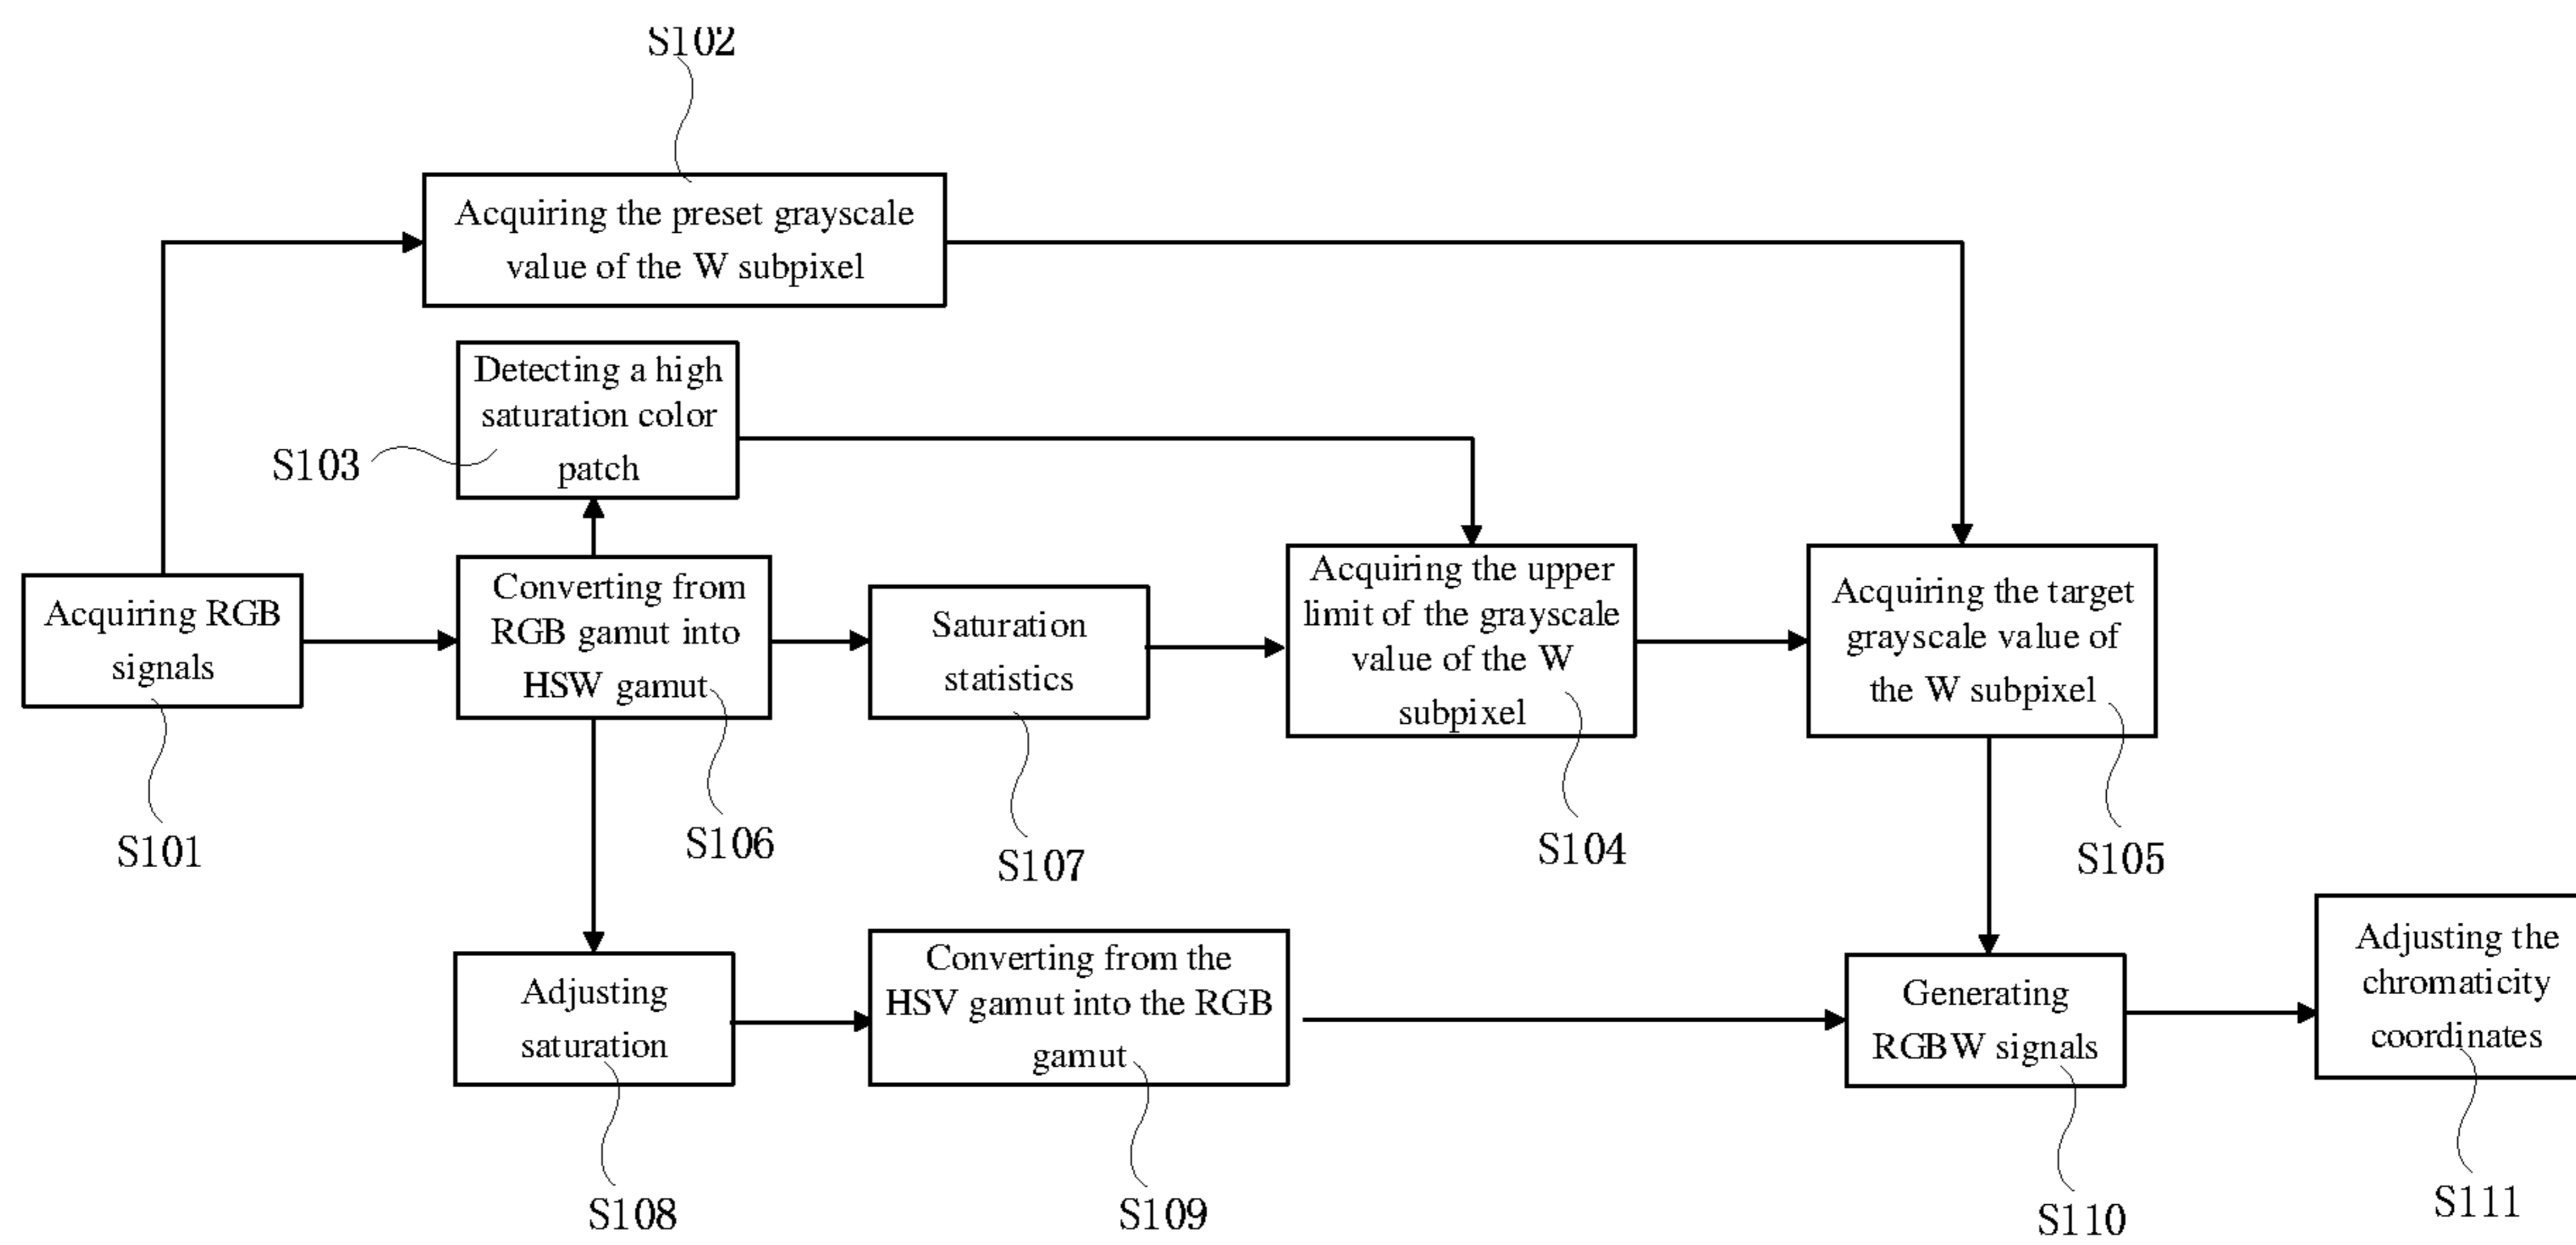 S102
Acquiring the preset grayscale
value of the W subpixel
Detecting a high
saturation color
patch
S103
Acquiring RGB
signals
S101
Converting from
RGB gamut into
HSW gamut
S106
Saturation
statistics
S107
Acquiring the upper
limit of the grayscale
value of the W
subpixel
S104
Acquiring the target
grayscale value of
the W subpixel
S105
Adjusting
saturation
S108
Converting from the
HSV gamut into the RGB
gamut
S109
Generating
RGBW signals
S110
Adjusting the
chromaticity
coordinates
S111